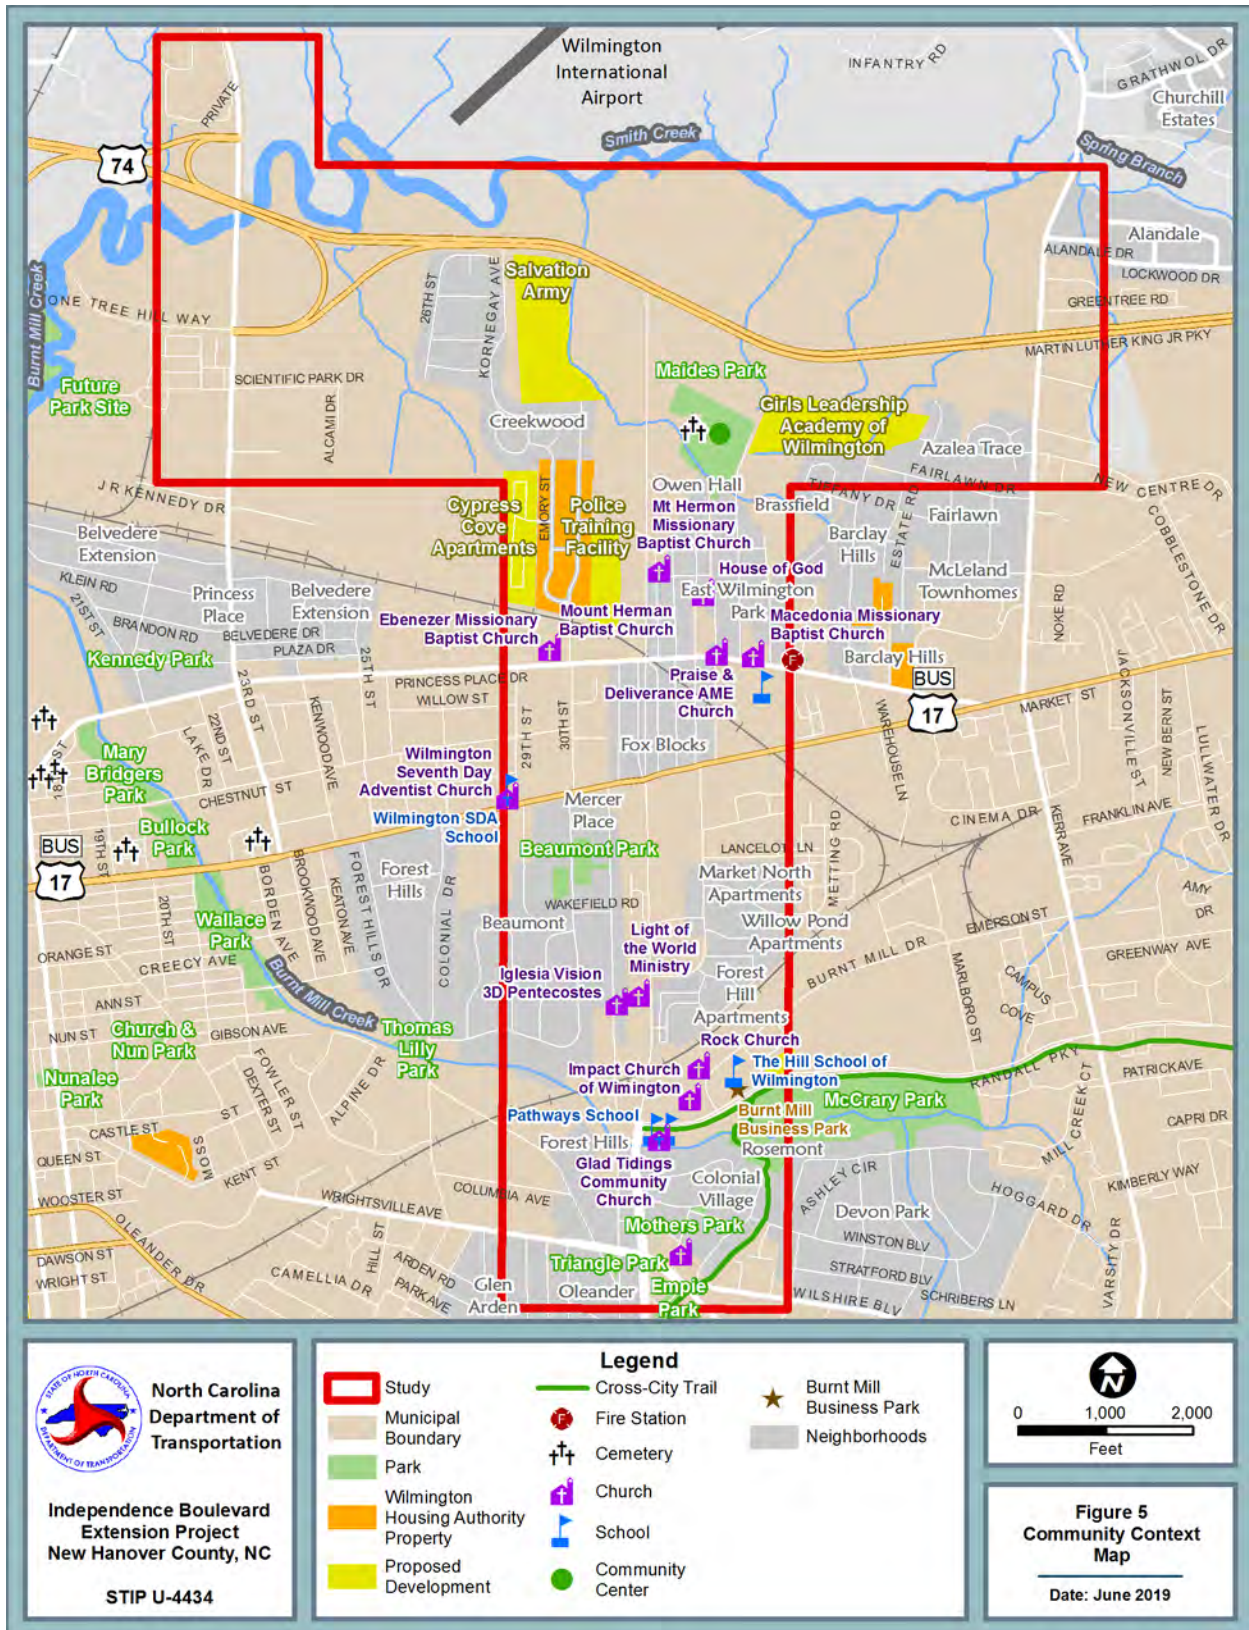 Wilmington
International
Airport
INFANTRY RD
GRATHWOL DR
Churchill
Estates
PRIVATE
74
Smith Creek
Spring Branch
Alandale
ALANDALE DR
LOCKWOOD DR
GREENTREE RD
MARTIN LUTHER KING JR PKY
Burnt Mill Creek
ONE TREE HILL WAY
26TH ST
KORNEGAY AVE
Salvation
Army
Future
Park Site
SCIENTIFIC PARK DR
ALCAMI DR
Maides Park
Girls Leadership
Academy of
Wilmington
Creekwood
Azalea Trace
FAIRLAWN DR
NEW CENTRE DR
COBBLESTONE DR
J R KENNEDY DR
Owen Hall
TIFFANY DR
Brassfield
ESTATE RD
Fairlawn
Cypress
Cove
Apartments
EMORY ST
Police
Training
Facility
Mt Hermon
Missionary
Baptist Church
Barclay
Hills
Belvedere
Extension
KLEIN RD
21ST ST
BRANDON RD
Princess
Place
Belvedere
Extension
BELVEDERE DR
PLAZA DR
House of God
East Wilmington
Park
McLeland
Townhomes
NOKE RD
Ebenezer Missionary
Baptist Church
Mount Herman
Baptist Church
Macedonia Missionary
Baptist Church
Kennedy Park
25TH ST
23RD ST
PRINCESS PLACE DR
WILLOW ST
F
Barclay Hills
BUS
17
MARKET ST
JACKSONVILLE ST
NEW BERN ST
LULLWATER DR
Praise &
Deliverance AME
Church
18TH ST
22ND ST
LAKE DR
KENWOOD AVE
29TH ST
30TH ST
Fox Blocks
WAREHOUSE LN
Mary
Bridgers
Park
CHESTNUT ST
Wilmington
Seventh Day
Adventist Church
Wilmington SDA
School
Mercer
Place
CINEMA DR
KERR AVE
FRANKLIN AVE
Bullock
Park
BUS
17
19TH ST
Beaumont Park
LANCELOT LN
METTING RD
Market North
Apartments
AMY
DR
Forest
Hills
COLONIAL DR
FOREST HILLS DR
KEATON AVE
BROOKWOOD AVE
BORDEN AVE
20TH ST
WAKEFIELD RD
Beaumont
Willow Pond
Apartments
EMERSON ST
Wallace
Park
ORANGE ST
CREECY AVE
Light of
the World
Ministry
BURNT MILL DR
GREENWAY AVE
Iglesia Vision
3D Pentecostes
Forest
Hill
Apartments
MARLBORO ST
CAMPUS
COVE
ANN ST
NUN ST
Church &
Nun Park
GIBSON AVE
Burnt Mill Creek
Thomas
Lilly
Park
Rock Church
The Hill School of
Wilmington
RANDALL PKY
PATRICK AVE
Nunalee
Park
FOWLER ST
DEXTER ST
ALPINE DR
Impact Church
of Wimington
McCrary Park
MILL CREEK CT
CAPRI DR
CASTLE ST
ST
Pathways School
Burnt Mill
Business Park
Forest Hills
Rosemont
QUEEN ST
MOSS
KENT ST
WOOSTER ST
Glad Tidings
Community
Church
Colonial
Village
ASHLEY CIR
HOGGARD DR
KIMBERLY WAY
WRIGHTSVILLE AVE
COLUMBIA AVE
Devon Park
OLEANDER DR
HILL ST
Mothers Park
WINSTON BLV
VARSITY DR
DAWSON ST
WRIGHT ST
ARDEN RD
PARK AVE
CAMELLIA DR
Triangle Park
STRATFORD BLV
Glen
Arden
Oleander
Empie
Park
WILSHIRE BLV
SCHRIBERS LN
STATE OF NORTH CAROLINA
DEPARTMENT OF TRANSPORTATION
North Carolina
Department of
Transportation
Independence Boulevard
Extension Project
New Hanover County, NC
STIP U-4434
Legend
Study
Municipal
Boundary
Park
Wilmington
Housing Authority
Property
Proposed
Development
Cross-City Trail
F
Fire Station
Cemetery
Church
School
Community
Center
Burnt Mill
Business Park
Neighborhoods
N
0 1,000 2,000
Feet
Figure 5
Community Context
Map
Date: June 2019